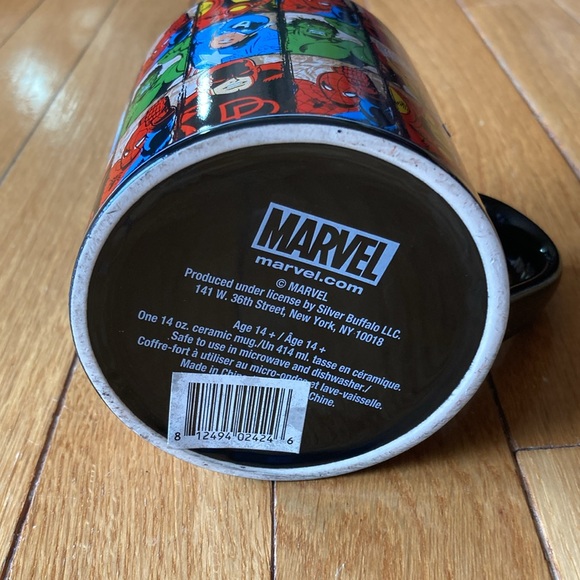 DD
MARVEL
marvel.com
© MARVEL
Produced under license by Silver Buffalo LLC.
141 W. 36th Street, New York, NY 10018
Age 14 + / Âge 14 +
One 14 oz. ceramic mug./Un 414 ml. tasse en céramique.
Safe to use in microwave and dishwasher./
Coffre-fort à utiliser au micro-onde et lave-vaisselle.
Made in Chine.
8 12494 02424 6